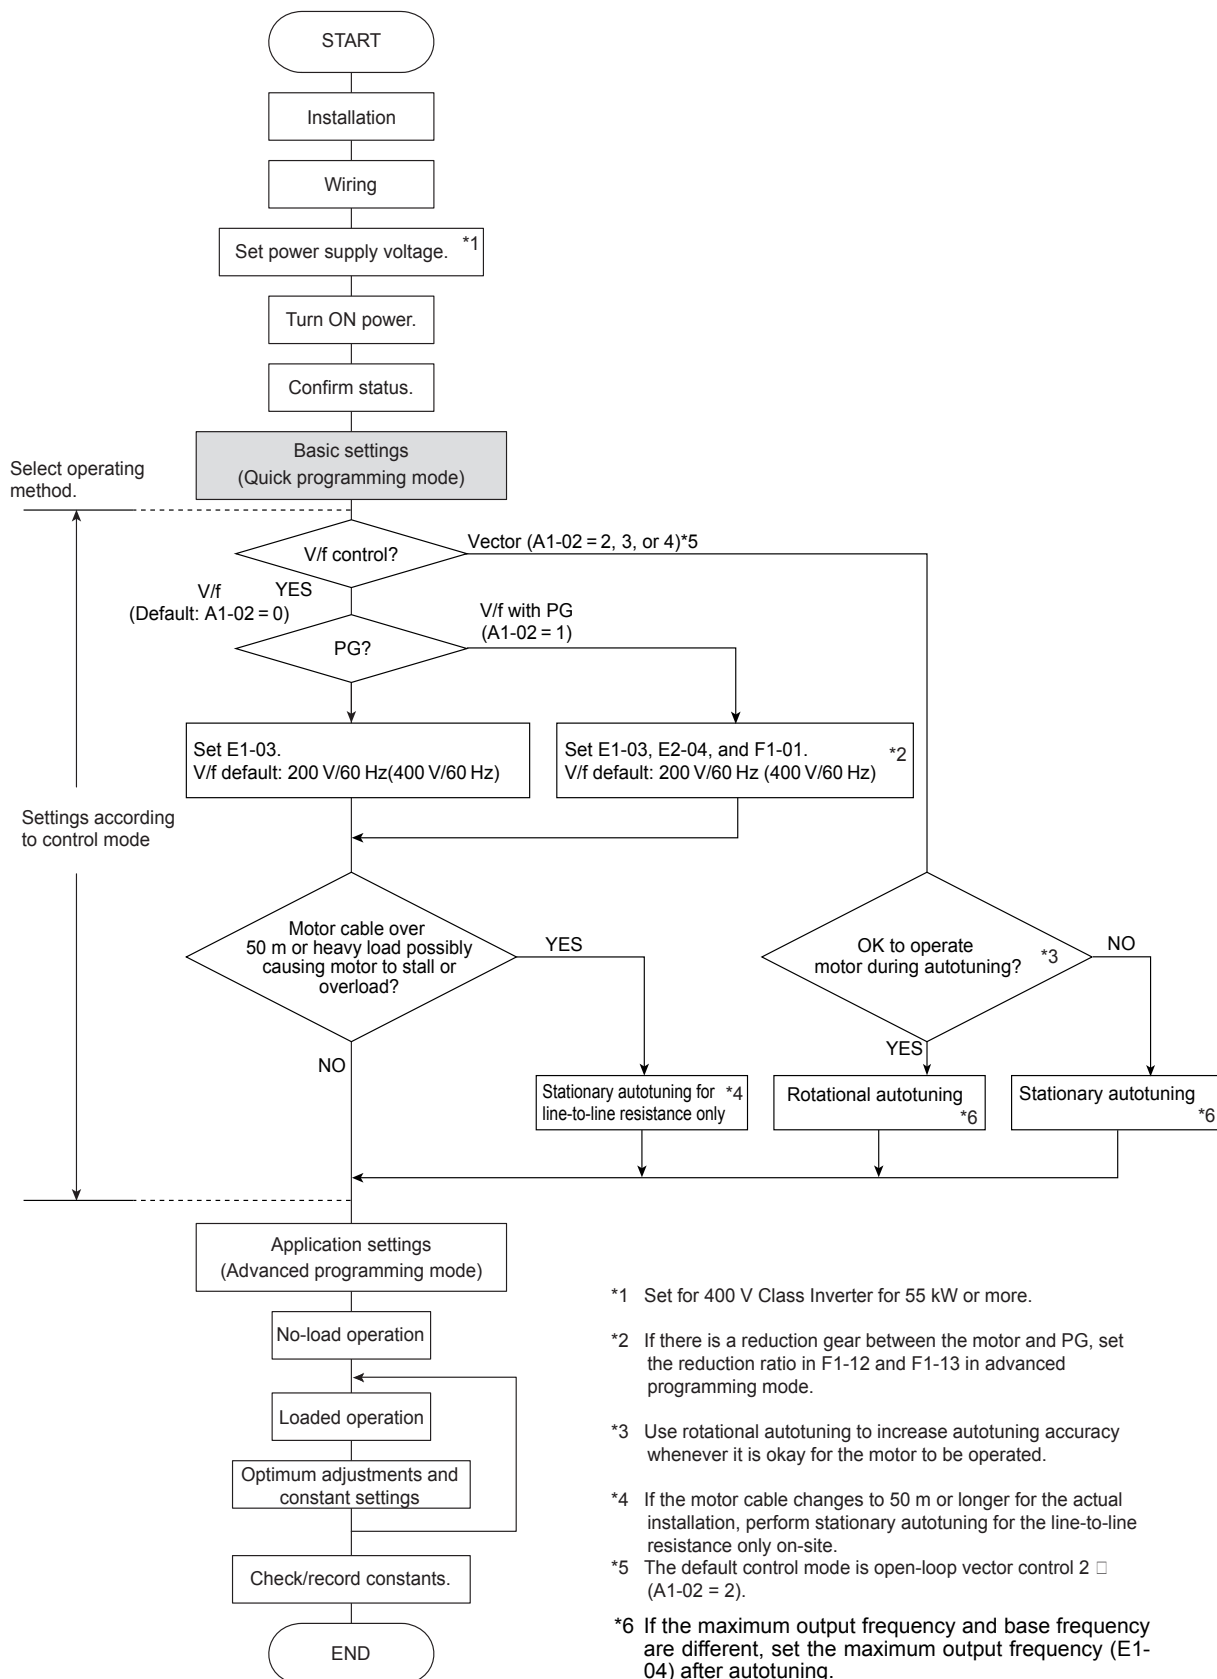 START
Installation
Wiring
Set power supply voltage. *1
Turn ON power.
Confirm status.
Basic settings
(Quick programming mode)
Select operating
method.
V/f control?
Vector (A1-02 = 2, 3, or 4)*5
V/f
(Default: A1-02 = 0)
YES
PG?
V/f with PG
(A1-02 = 1)
Set E1-03.
V/f default: 200 V/60 Hz(400 V/60 Hz)
Set E1-03, E2-04, and F1-01.
V/f default: 200 V/60 Hz (400 V/60 Hz)
*2
Settings according
to control mode
Motor cable over
50 m or heavy load possibly
causing motor to stall or
overload?
YES
NO
OK to operate
motor during autotuning?
*3
NO
YES
Stationary autotuning for
line-to-line resistance only
*4
Rotational autotuning
*6
Stationary autotuning
*6
Application settings
(Advanced programming mode)
No-load operation
Loaded operation
Optimum adjustments and
constant settings
Check/record constants.
END
*1 Set for 400 V Class Inverter for 55 kW or more.
*2 If there is a reduction gear between the motor and PG, set
the reduction ratio in F1-12 and F1-13 in advanced
programming mode.
*3 Use rotational autotuning to increase autotuning accuracy
whenever it is okay for the motor to be operated.
*4 If the motor cable changes to 50 m or longer for the actual
installation, perform stationary autotuning for the line-to-line
resistance only on-site.
*5 The default control mode is open-loop vector control 2 □
(A1-02 = 2).
*6 If the maximum output frequency and base frequency
are different, set the maximum output frequency (E1-
04) after autotuning.